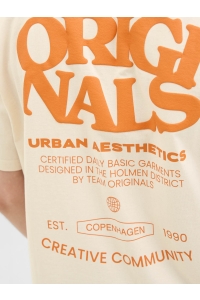 ORIGI
NALS
URBAN AESTHETICS
CERTIFIED DAILY BASIC GARMENTS
DESIGNED IN THE HOLMEN DISTRICT
BY TEAM ORIGINALS
EST. COPENHAGEN 1990
CREATIVE COMMUNITY